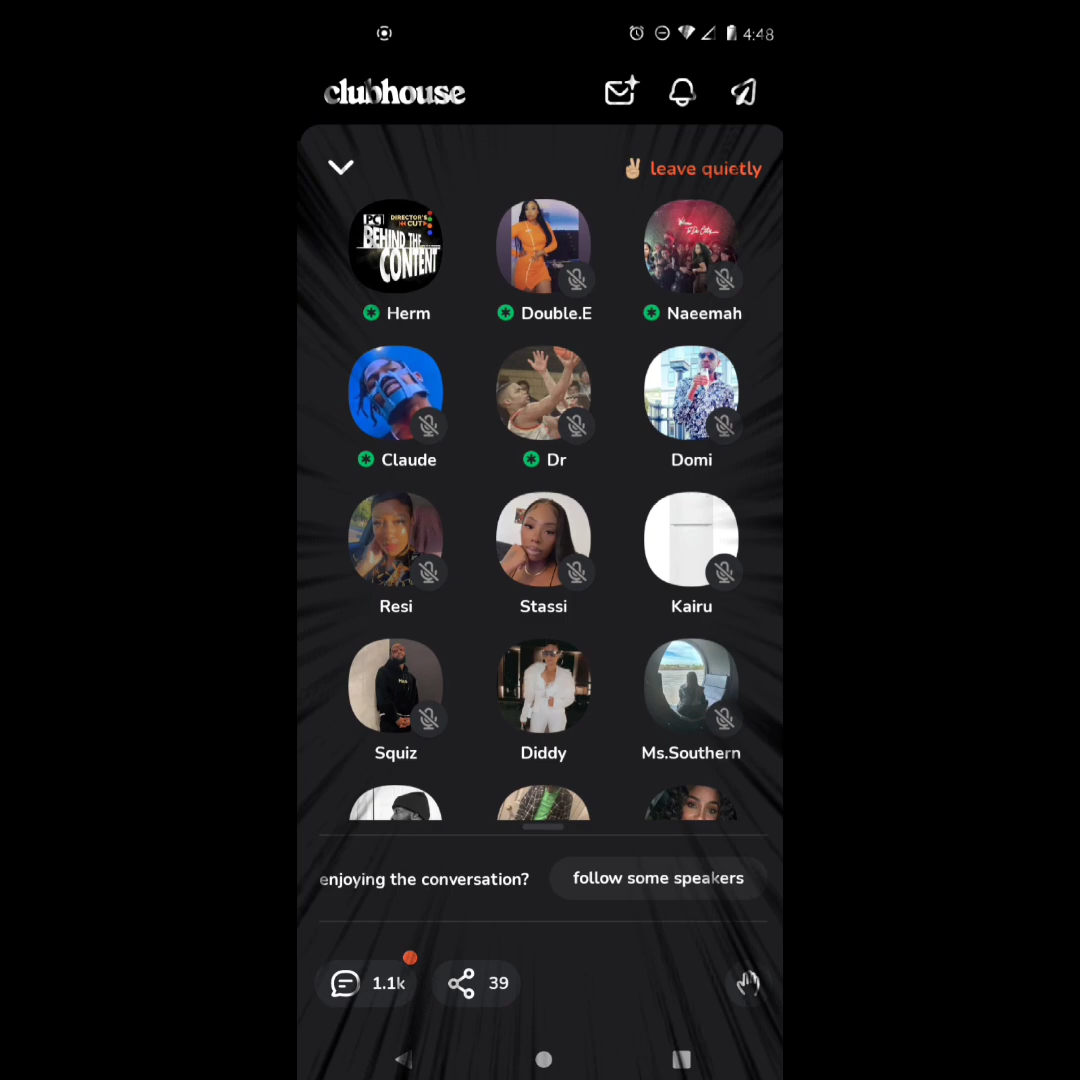 4:48
clubhouse
✌🏼 leave quietly
PC1 DIRECTOR'S CUT
BEHIND THE
CONTENT
Herm
Double.E
Naeemah
Claude
Dr
Domi
Resi
Stassi
Kairu
Squiz
Diddy
Ms.Southern
enjoying the conversation?
follow some speakers
1.1k
39